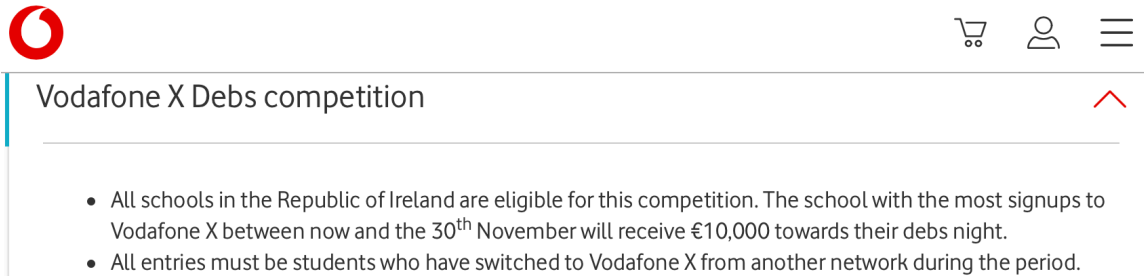 Vodafone X Debs competition
• All schools in the Republic of Ireland are eligible for this competition. The school with the most signups to
Vodafone X between now and the 30th November will receive €10,000 towards their debs night.
• All entries must be students who have switched to Vodafone X from another network during the period.